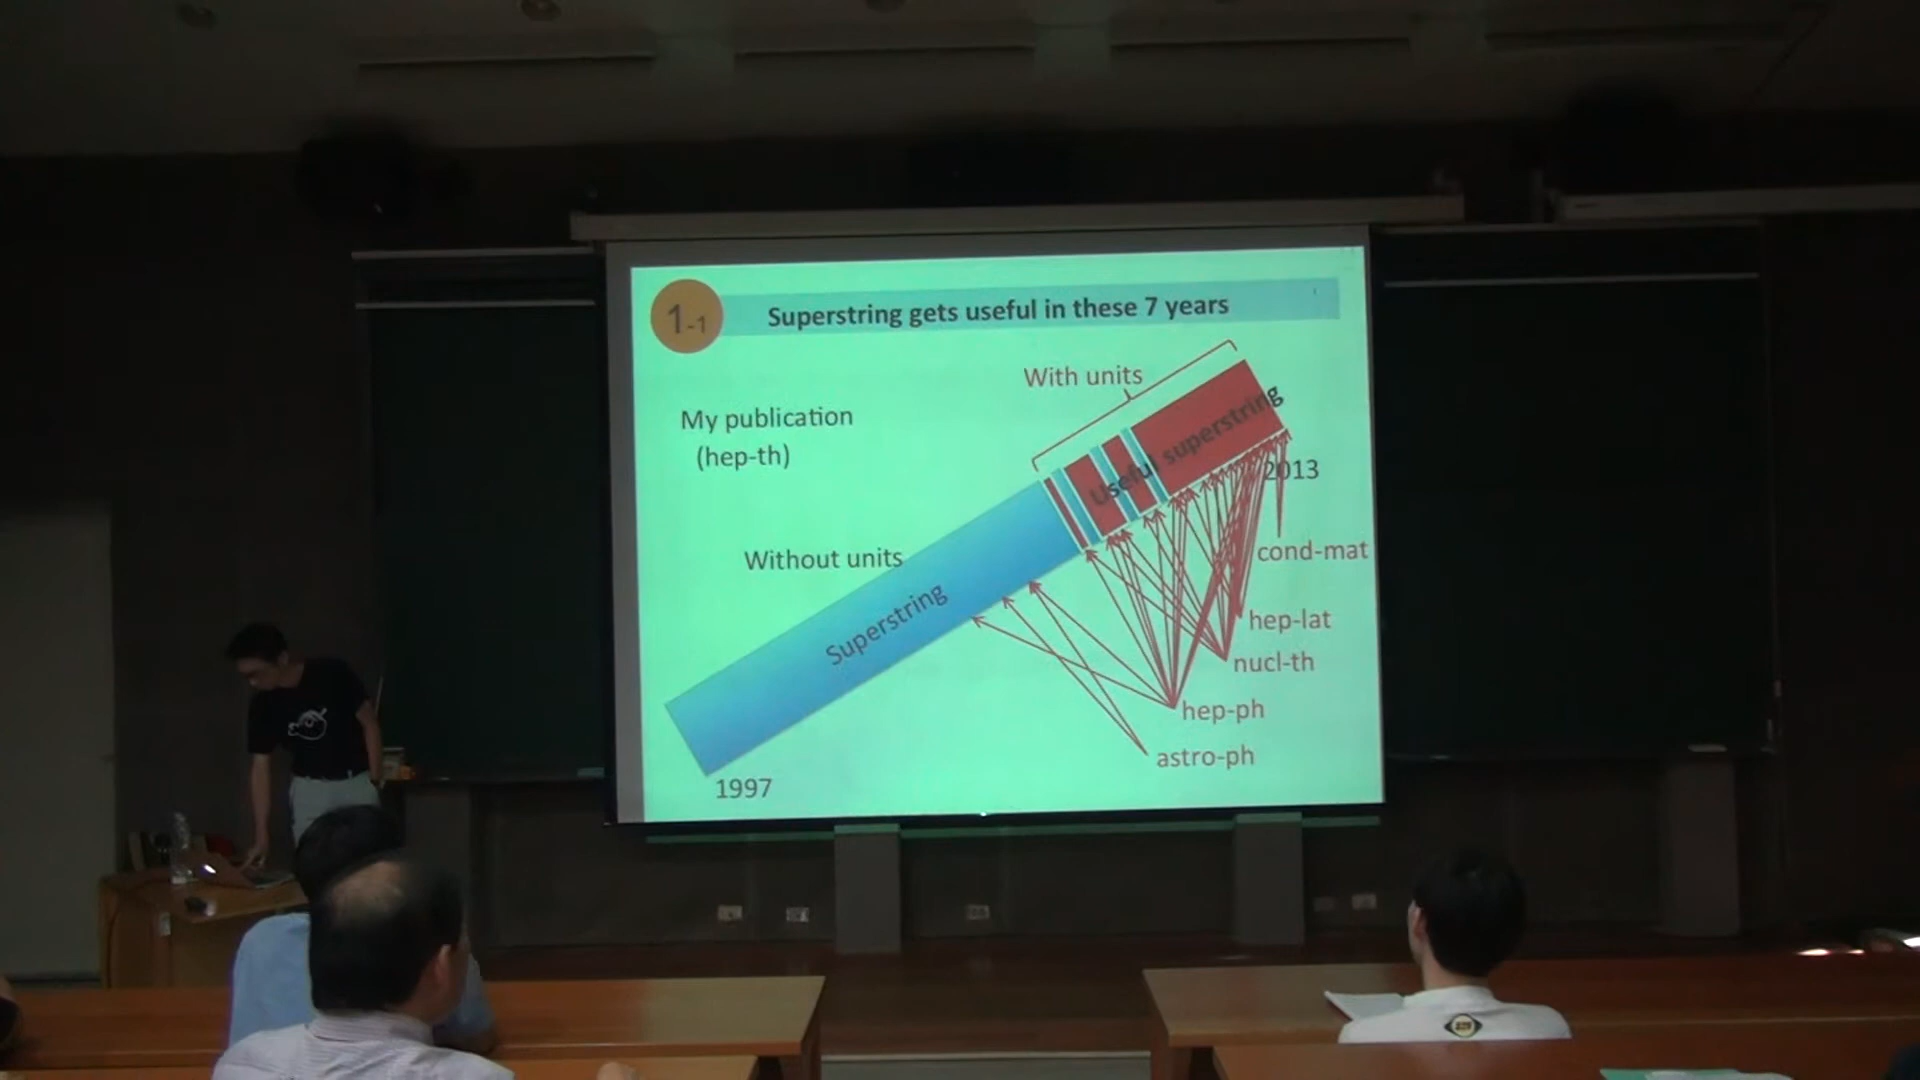 1-1
Superstring gets useful in these 7 years
With units
My publication
(hep-th)
Useful superstring
2013
Without units
Superstring
cond-mat
hep-lat
nucl-th
hep-ph
astro-ph
1997